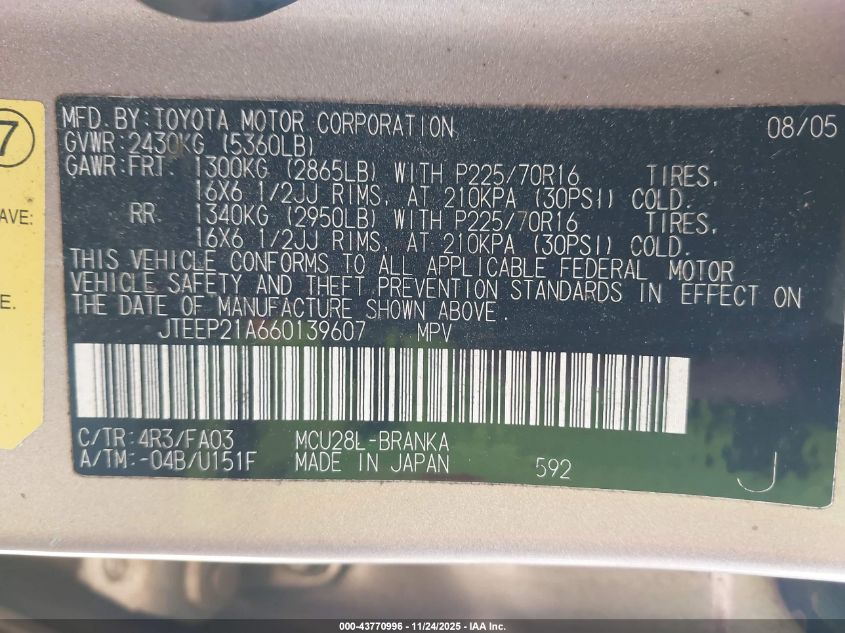 7
AVE:
E.
MFD. BY: TOYOTA MOTOR CORPORATION 08/05
GVWR: 2430KG (5360LB)
GAWR: FRT. 1300KG (2865LB) WITH P225/70R16 TIRES,
16X6 1/2JJ RIMS, AT 210KPA (30PSI) COLD.
RR. 1340KG (2950LB) WITH P225/70R16 TIRES,
16X6 1/2JJ RIMS, AT 210KPA (30PSI) COLD.
THIS VEHICLE CONFORMS TO ALL APPLICABLE FEDERAL MOTOR
VEHICLE SAFETY AND THEFT PREVENTION STANDARDS IN EFFECT ON
THE DATE OF MANUFACTURE SHOWN ABOVE.
JTEEP21A660139607 MPV
C/TR: 4R3/FA03 MCU28L-BRANKA
A/TM:-04B/U151F MADE IN JAPAN 592 J
000-43770996 - 11/24/2025 - IAA Inc.